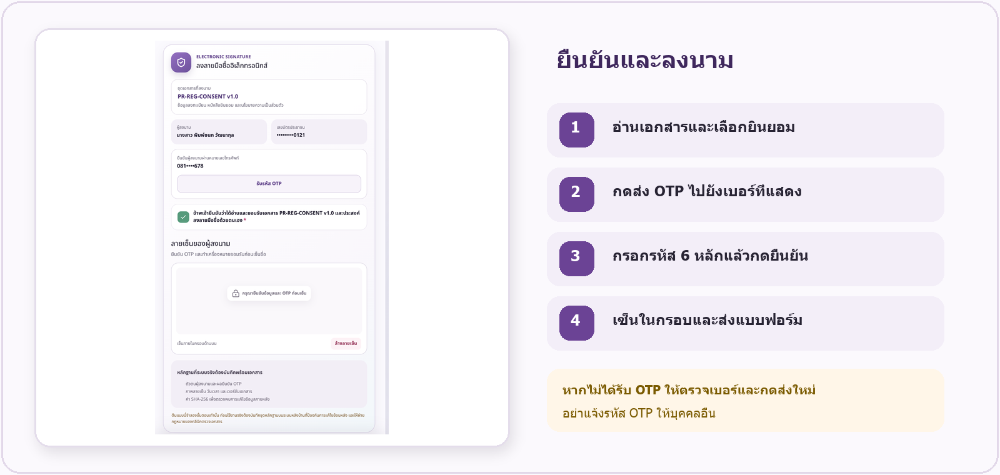 ELECTRONIC SIGNATURE
ลงลายมือชื่ออิเล็กทรอนิกส์
ชุดเอกสารที่ลงนาม
PR-REG-CONSENT v1.0
ข้อมูลลงทะเบียน หนังสือยินยอม และนโยบายความเป็นส่วนตัว
ผู้ลงนาม
นางสาว พิมพ์ชนก วัฒนากุล
เลขบัตรประชาชน
•••••••••0121
ยืนยันผู้ลงนามผ่านหมายเลขโทรศัพท์
081••••678
รับรหัส OTP
ข้าพเจ้ายืนยันว่าได้อ่านและยอมรับเอกสาร PR-REG-CONSENT v1.0 และประสงค์
ลงลายมือชื่อด้วยตนเอง *
ลายเซ็นของผู้ลงนาม
ยืนยัน OTP และทำเครื่องหมายยอมรับก่อนเซ็นชื่อ
กรุณายืนยันข้อมูลและ OTP ก่อนเซ็น
เซ็นภายในกรอบด้านบน
ล้างลายเซ็น
หลักฐานที่ระบบจริงต้องบันทึกพร้อมเอกสาร
ตัวตนผู้ลงนามและผลยืนยัน OTP
ภาพลายเซ็น วันเวลา และเวอร์ชันเอกสาร
ค่า SHA-256 เพื่อตรวจพบการแก้ไขข้อมูลภายหลัง
ต้นแบบนี้จำลองขั้นตอนเท่านั้น ก่อนใช้งานจริงต้องบันทึกชุดหลักฐานบนระบบหลังบ้านที่ป้องกันการแก้ไขย้อนหลัง และให้ฝ่าย
กฎหมายของคลินิกตรวจเอกสาร
ยืนยันและลงนาม
1 อ่านเอกสารและเลือกยินยอม
2 กดส่ง OTP ไปยังเบอร์ที่แสดง
3 กรอกรหัส 6 หลักแล้วกดยืนยัน
4 เซ็นในกรอบและส่งแบบฟอร์ม
หากไม่ได้รับ OTP ให้ตรวจเบอร์และกดส่งใหม่
อย่าแจ้งรหัส OTP ให้บุคคลอื่น